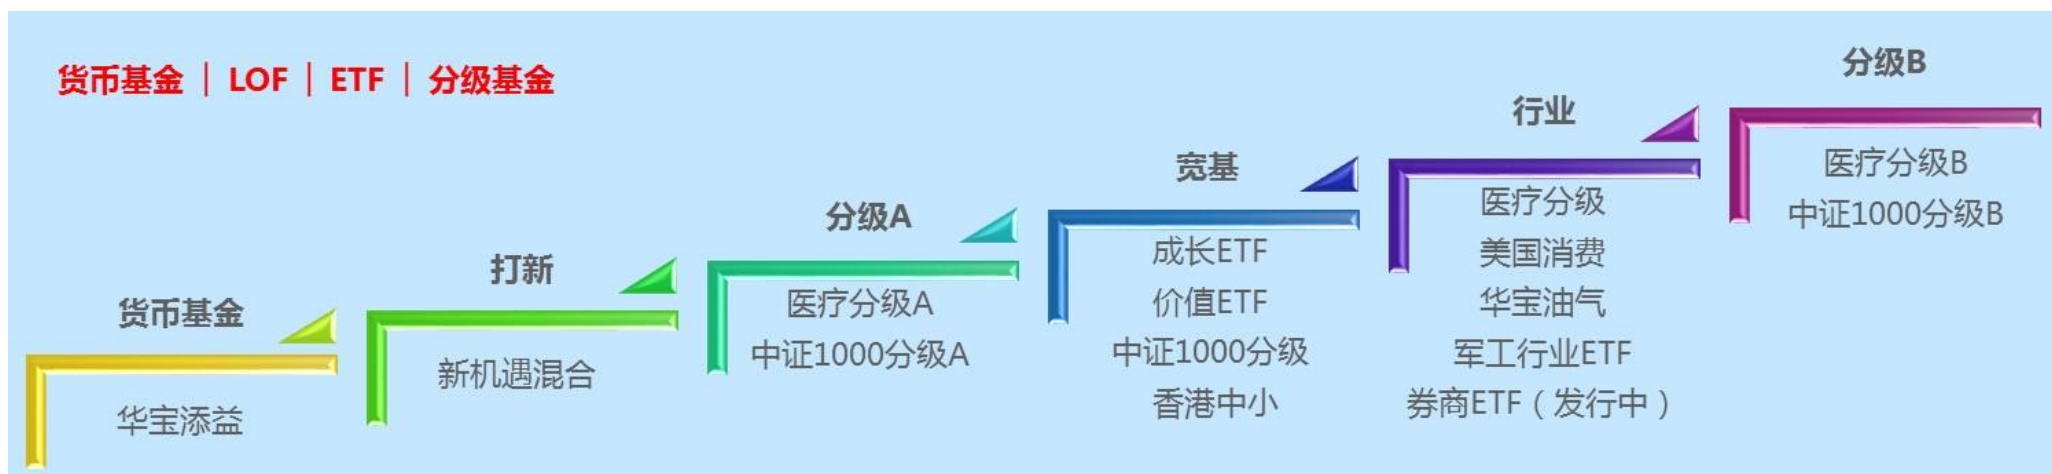 货币基金 | LOF | ETF | 分级基金
货币基金
华宝添益
打新
新机遇混合
分级A
医疗分级A
中证1000分级A
宽基
成长ETF
价值ETF
中证1000分级
香港中小
行业
医疗分级
美国消费
华宝油气
军工行业ETF
券商ETF（发行中）
分级B
医疗分级B
中证1000分级B